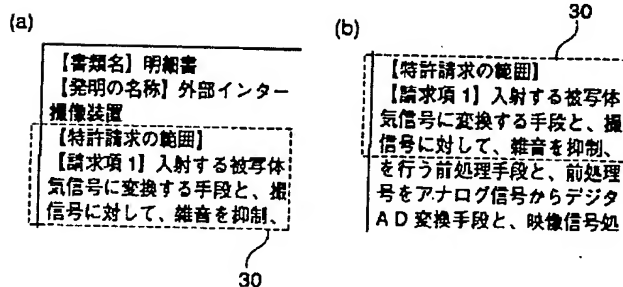 (a)
【書類名】明細書
【発明の名称】外部インター
撮像装置
【特許請求の範囲】
【請求項1】入射する被写体
気信号に変換する手段と、撮
信号に対して、雑音を抑制、
30
(b)
30
【特許請求の範囲】
【請求項1】入射する被写体
気信号に変換する手段と、撮
信号に対して、雑音を抑制、
を行う前処理手段と、前処理
号をアナログ信号からデジタ
AD変換手段と、映像信号処